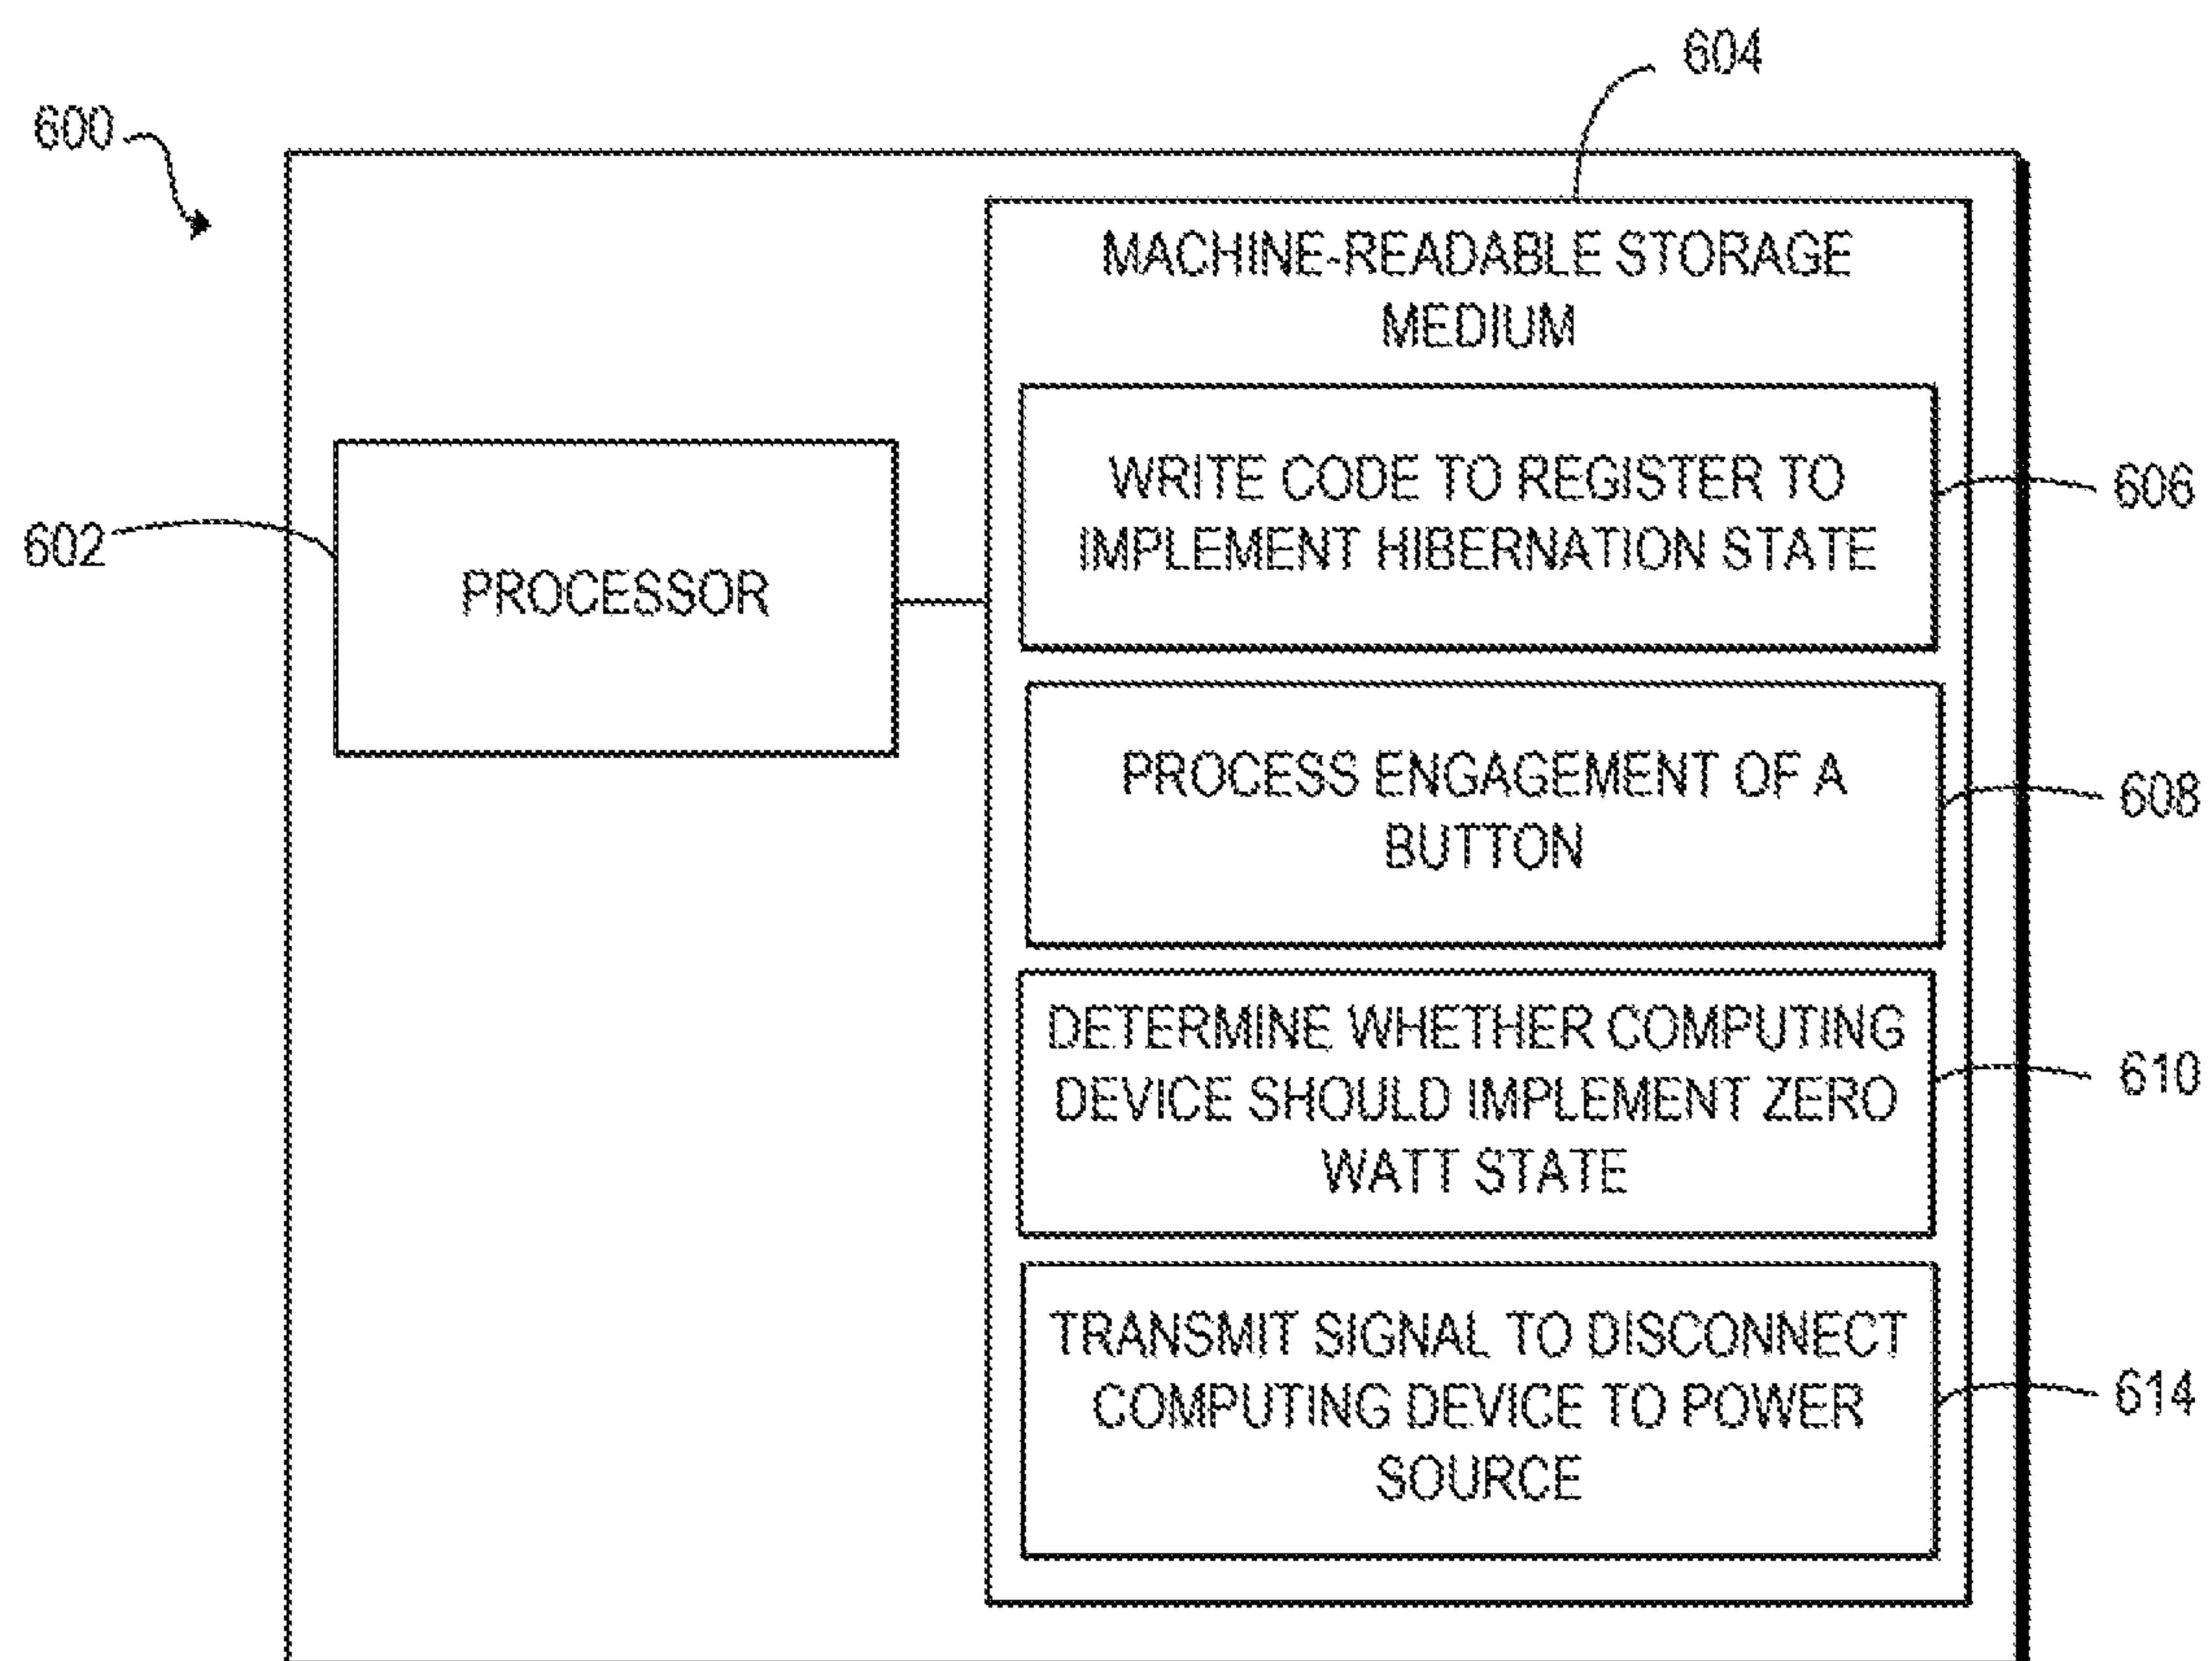 604
600
MACHINE-READABLE STORAGE
MEDIUM
WRITE CODE TO REGISTER TO
IMPLEMENT HIBERNATION STATE
606
602
PROCESSOR
PROCESS ENGAGEMENT OF A
BUTTON
608
DETERMINE WHETHER COMPUTING
DEVICE SHOULD IMPLEMENT ZERO
WATT STATE
610
TRANSMIT SIGNAL TO DISCONNECT
COMPUTING DEVICE TO POWER
SOURCE
614